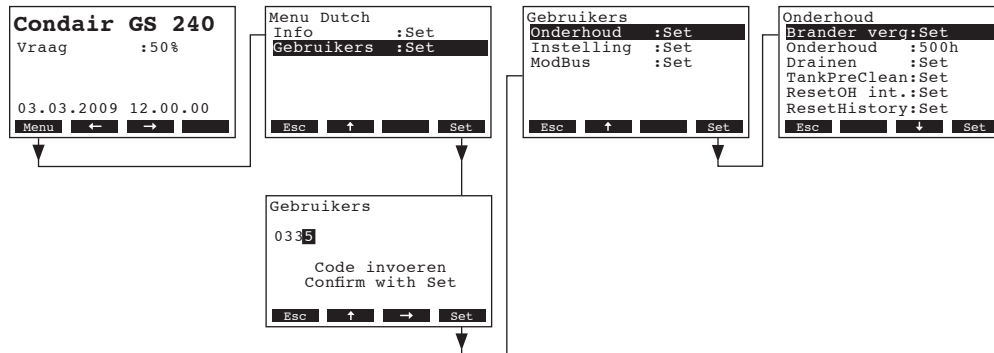 Condair GS 240
Vraag :50%
03.03.2009 12.00.00
Menu ← →
Menu Dutch
Info :Set
Gebruikers :Set
Esc ↑ Set
Gebruikers
0335
Code invoeren
Confirm with Set
Esc ↑ → Set
Gebruikers
Onderhoud :Set
Instelling :Set
ModBus :Set
Esc ↑ Set
Onderhoud
Brander verg:Set
Onderhoud :500h
Drainen :Set
TankPreClean:Set
ResetOH int.:Set
ResetHistory:Set
Esc ↓ Set